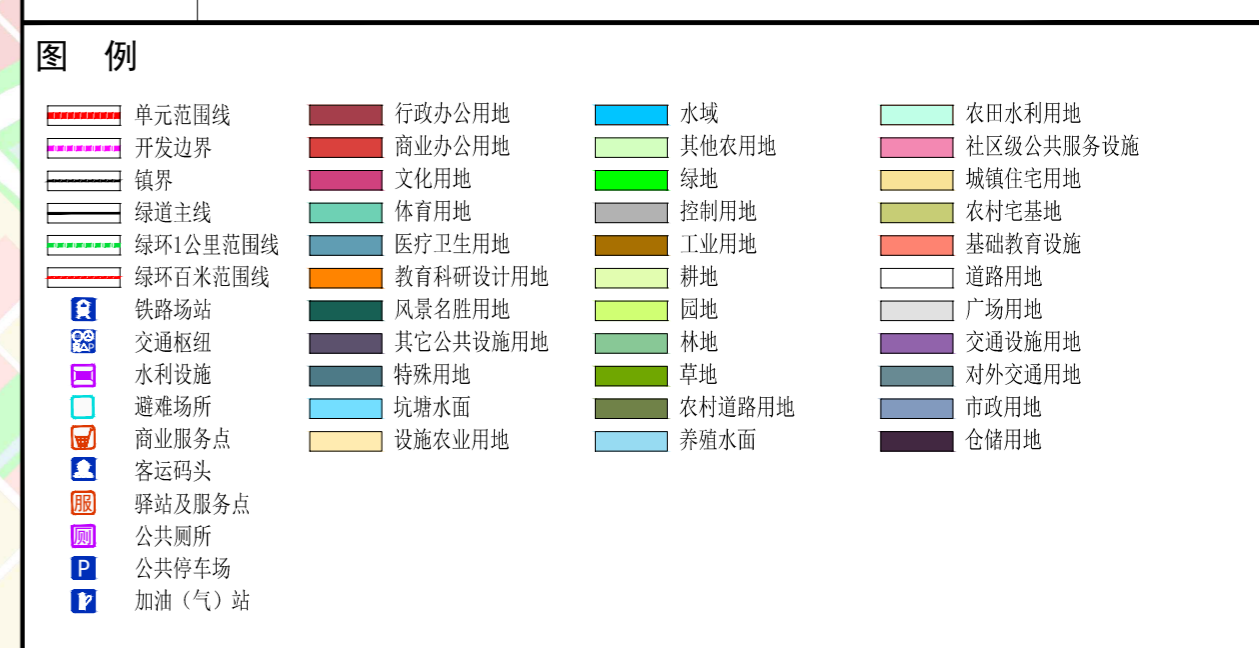 图 例
单元范围线
开发边界
镇界
绿道主线
绿环1公里范围线
绿环百米范围线
铁路场站
交通枢纽
水利设施
避难场所
商业服务点
客运码头
服 驿站及服务点
厕 公共厕所
P 公共停车场
加油（气）站
行政办公用地
商业办公用地
文化用地
体育用地
医疗卫生用地
教育科研设计用地
风景名胜用地
其它公共设施用地
特殊用地
坑塘水面
设施农业用地
水域
其他农用地
绿地
控制用地
工业用地
耕地
园地
林地
草地
农村道路用地
养殖水面
农田水利用地
社区级公共服务设施
城镇住宅用地
农村宅基地
基础教育设施
道路用地
广场用地
交通设施用地
对外交通用地
市政用地
仓储用地